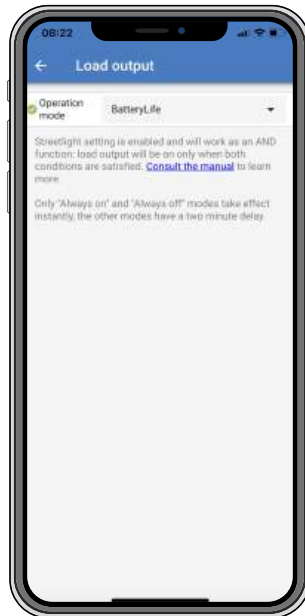 08:22
Load output
Operation
mode
BatteryLife
Streetlight setting is enabled and will work as an AND
function: load output will be on only when both
conditions are satisfied. Consult the manual to learn
more.
Only "Always on" and "Always off" modes take effect
instantly, the other modes have a two minute delay.